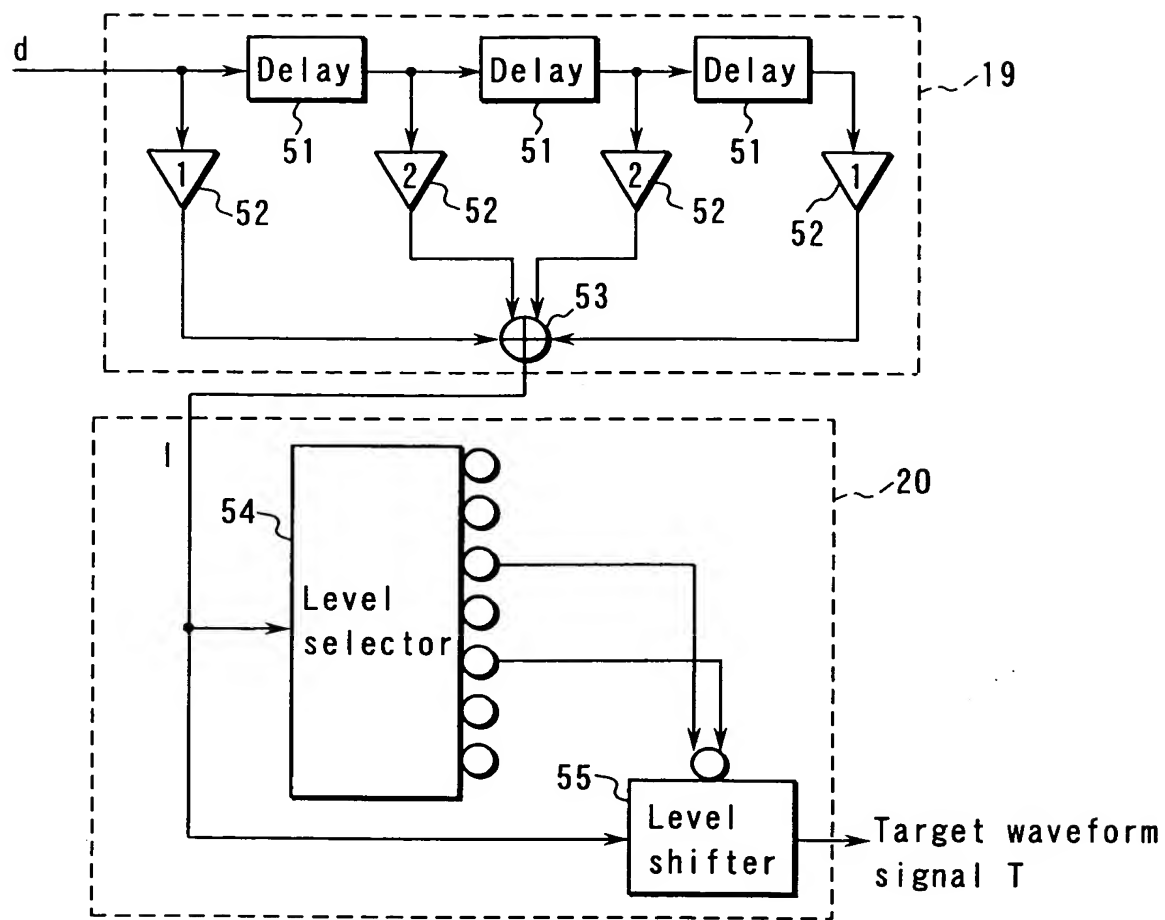 d
Delay
Delay
Delay
19
51
51
51
1
2
2
1
52
52
52
52
53
I
20
54
Level
selector
55
Level
shifter
Target waveform
signal T